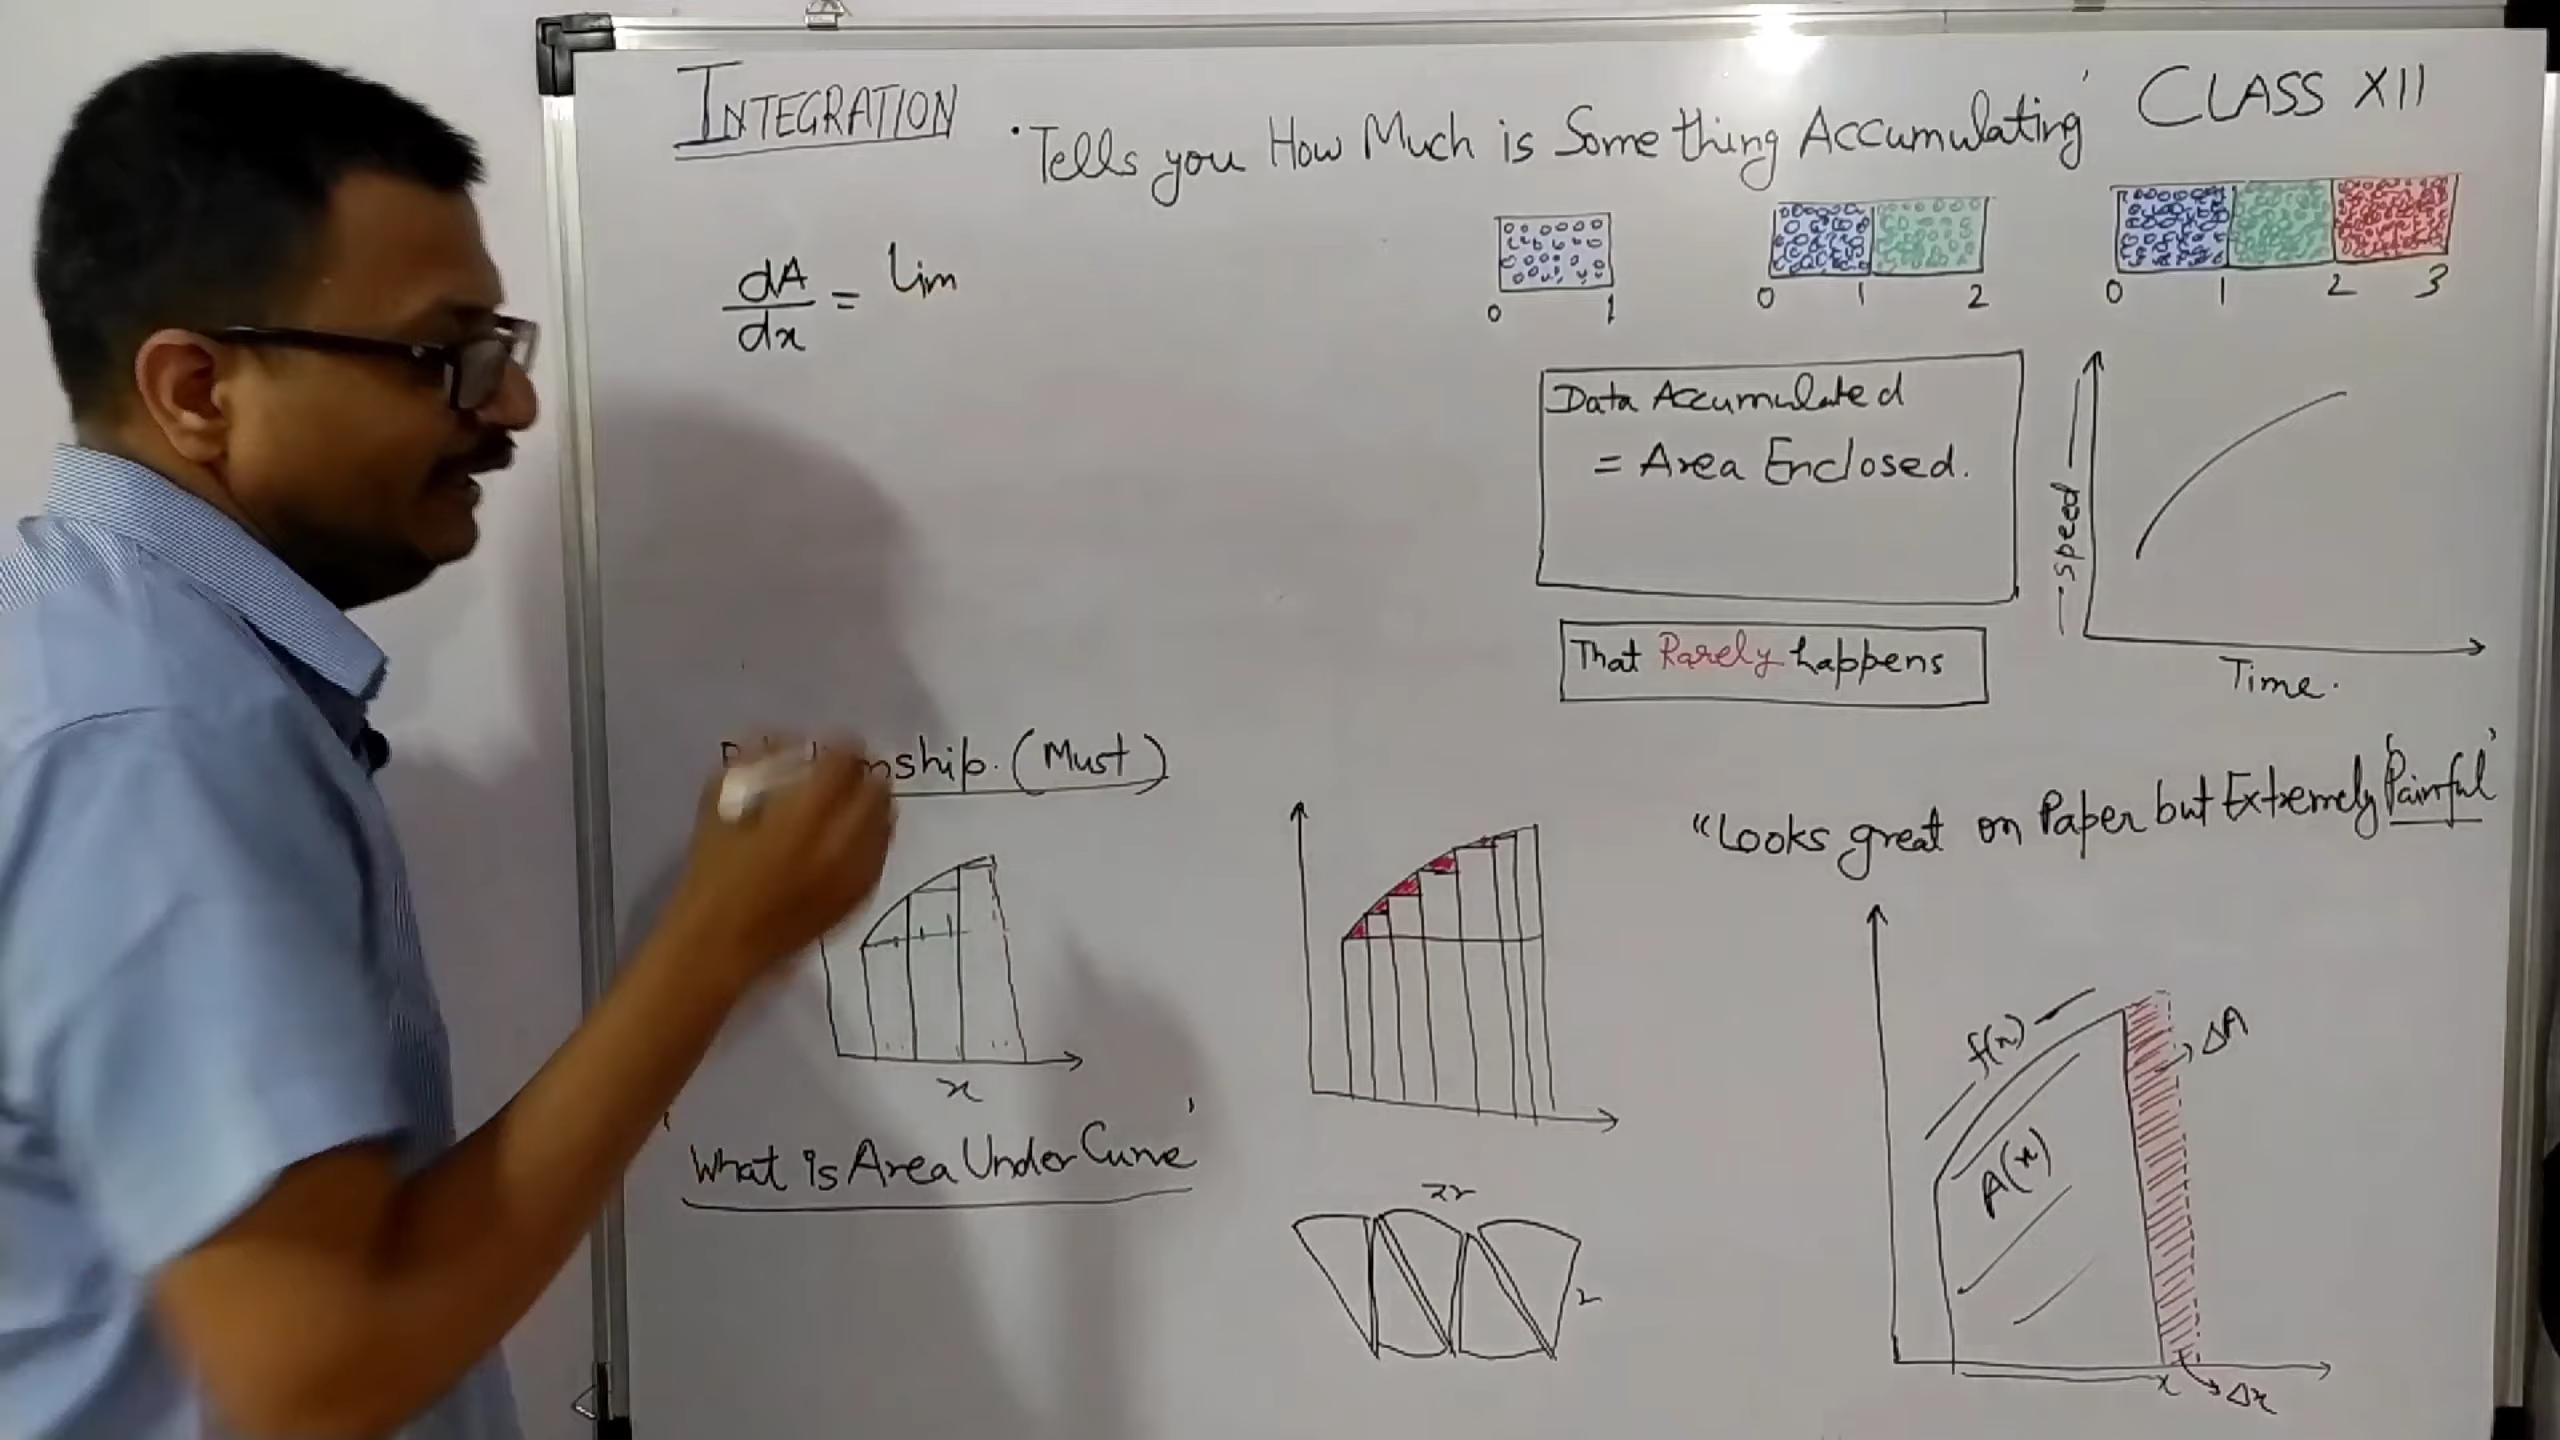 INTEGRATION
'Tells you How Much is Something Accumulating'
CLASS XII
dA/dx = lim
0 1
0 1 2
0 1 2 3
Data Accumulated
= Area Enclosed.
speed
Time.
That Rarely happens
(Must)
"Looks great on Paper but Extremely Painful"
x
'What is Area Under Curve'
r
f(x)
A(x)
ΔA
x
Δx